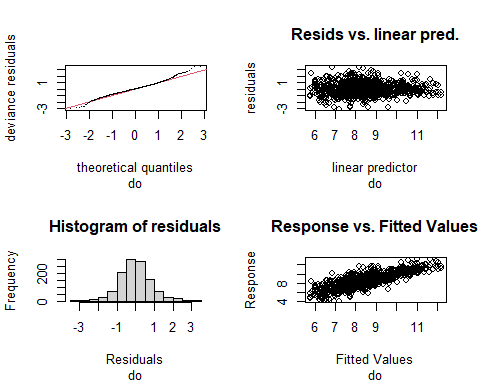 deviance residuals
1
-3
-3 -2 -1 0 1 2 3
theoretical quantiles
do
Resids vs. linear pred.
residuals
1
-3
6 7 8 9 11
linear predictor
do
Histogram of residuals
Frequency
200
0
-3 -1 1 2 3
Residuals
do
Response vs. Fitted Values
Response
8
4
6 7 8 9 11
Fitted Values
do